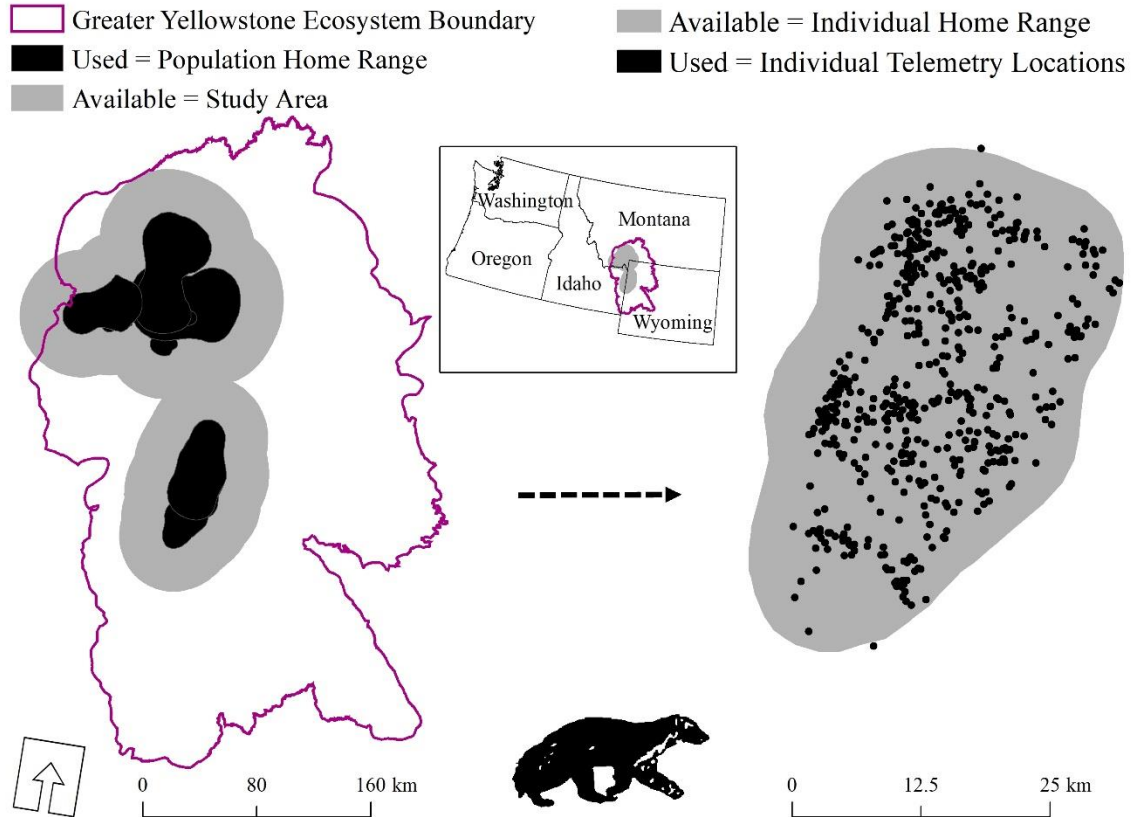 Greater Yellowstone Ecosystem Boundary
Used = Population Home Range
Available = Study Area
Available = Individual Home Range
Used = Individual Telemetry Locations
Washington
Montana
Oregon
Idaho
Wyoming
0 80 160 km
0 12.5 25 km